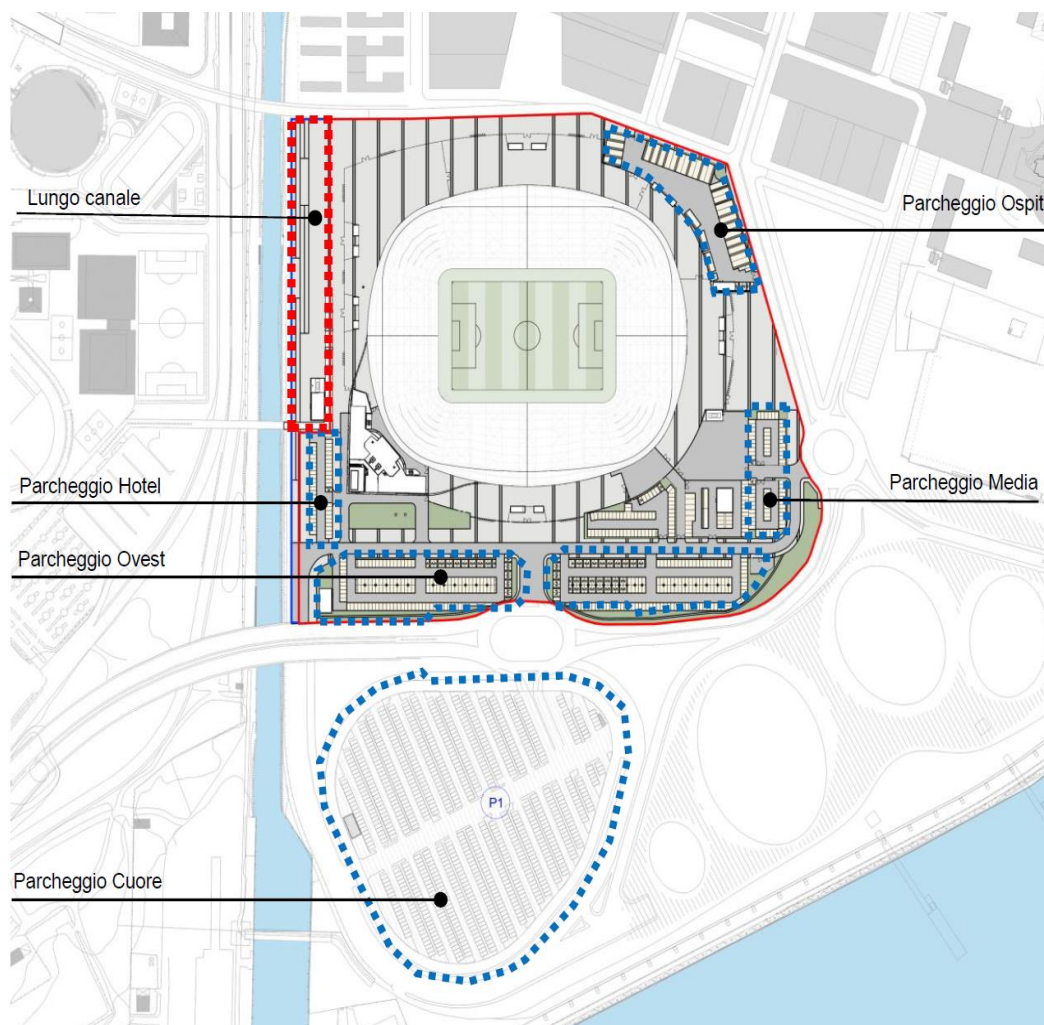 Lungo canale
Parcheggio Ospit
Parcheggio Hotel
Parcheggio Media
Parcheggio Ovest
P1
Parcheggio Cuore